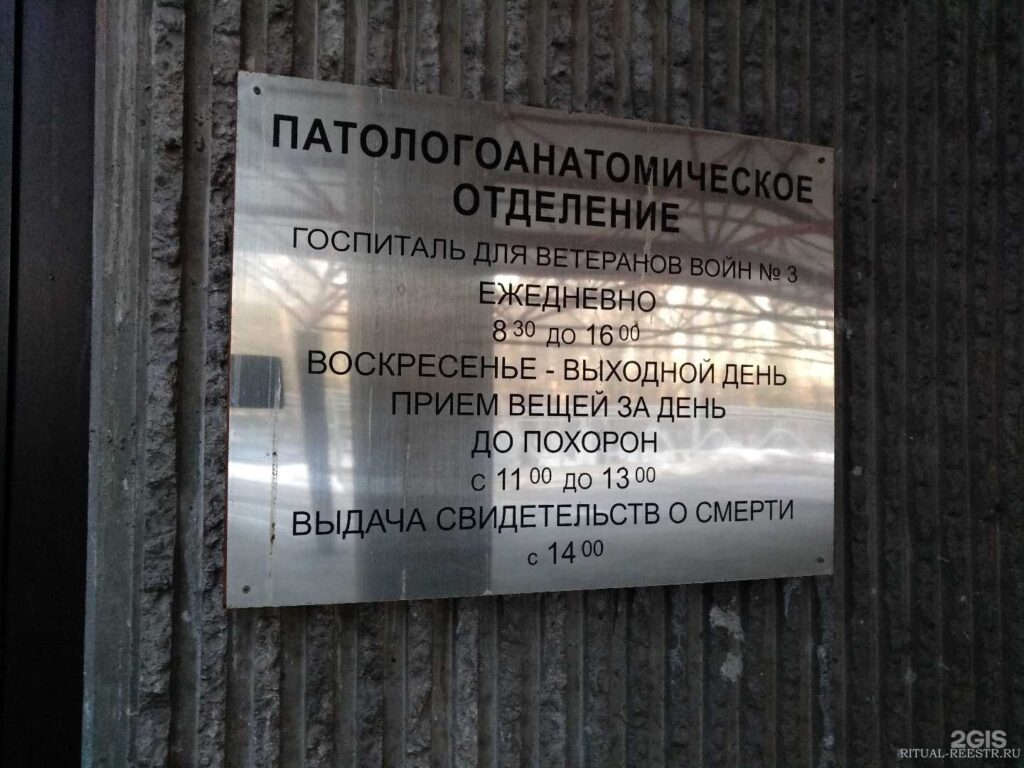 ПАТОЛОГОАНАТОМИЧЕСКОЕ
ОТДЕЛЕНИЕ
ГОСПИТАЛЬ ДЛЯ ВЕТЕРАНОВ ВОЙН № 3
ЕЖЕДНЕВНО
8 30 ДО 16 00
ВОСКРЕСЕНЬЕ - ВЫХОДНОЙ ДЕНЬ
ПРИЕМ ВЕЩЕЙ ЗА ДЕНЬ
ДО ПОХОРОН
С 11 00 ДО 13 00
ВЫДАЧА СВИДЕТЕЛЬСТВ О СМЕРТИ
С 14 00
2GIS
RITUAL-REESTR.RU